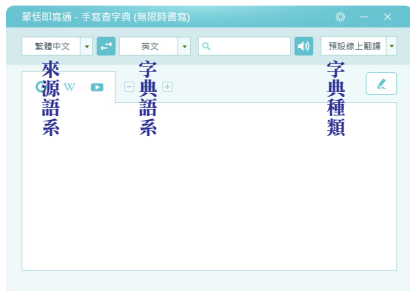 蒙恬即寫通 - 手寫查字典 (無限時書寫)
繁體中文 英文 預設線上翻譯
來源語系
字典語系
字典種類
G W